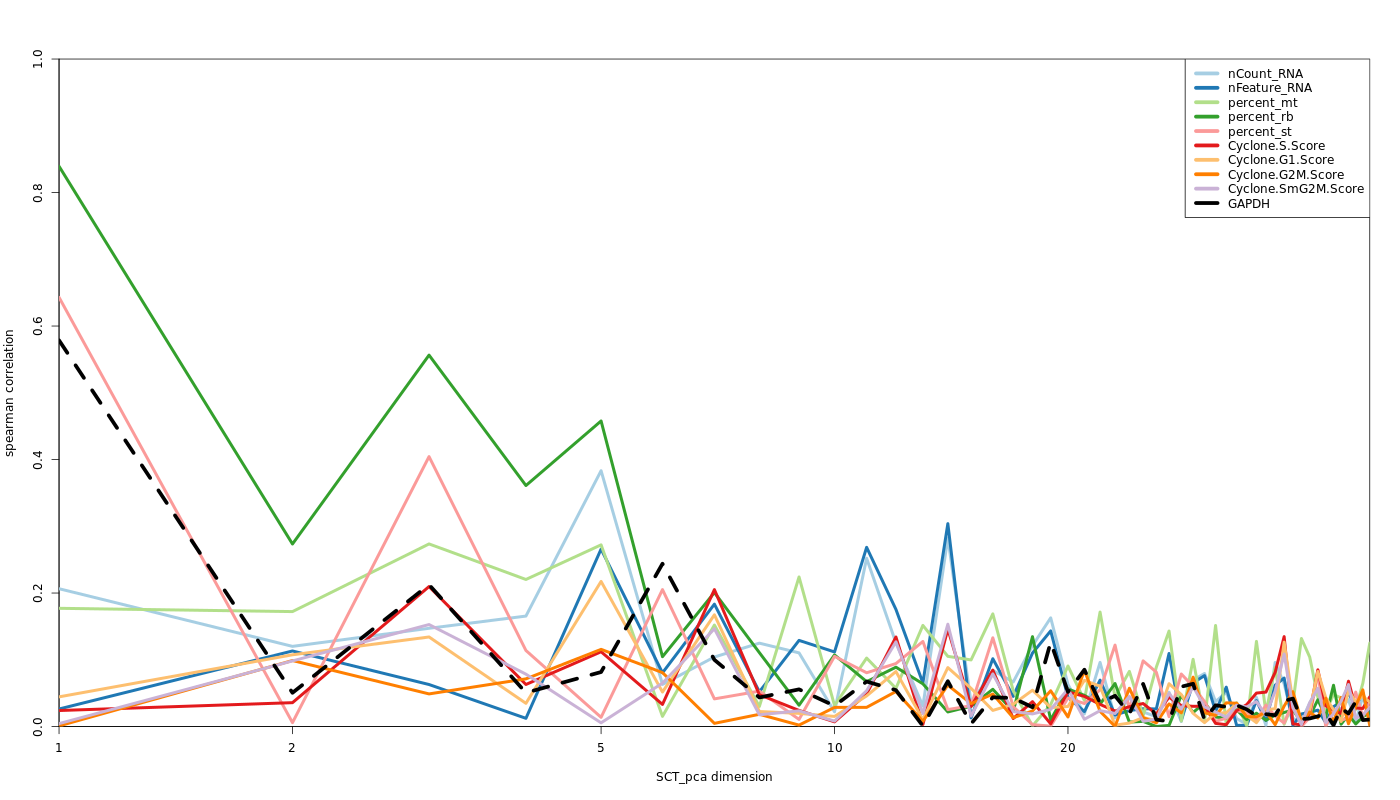 nCount_RNA
nFeature_RNA
percent_mt
percent_rb
percent_st
Cyclone.S.Score
Cyclone.G1.Score
Cyclone.G2M.Score
Cyclone.SmG2M.Score
GAPDH
spearman correlation
1.0
0.8
0.6
0.4
0.2
0.0
1 2 5 10 20
SCT_pca dimension